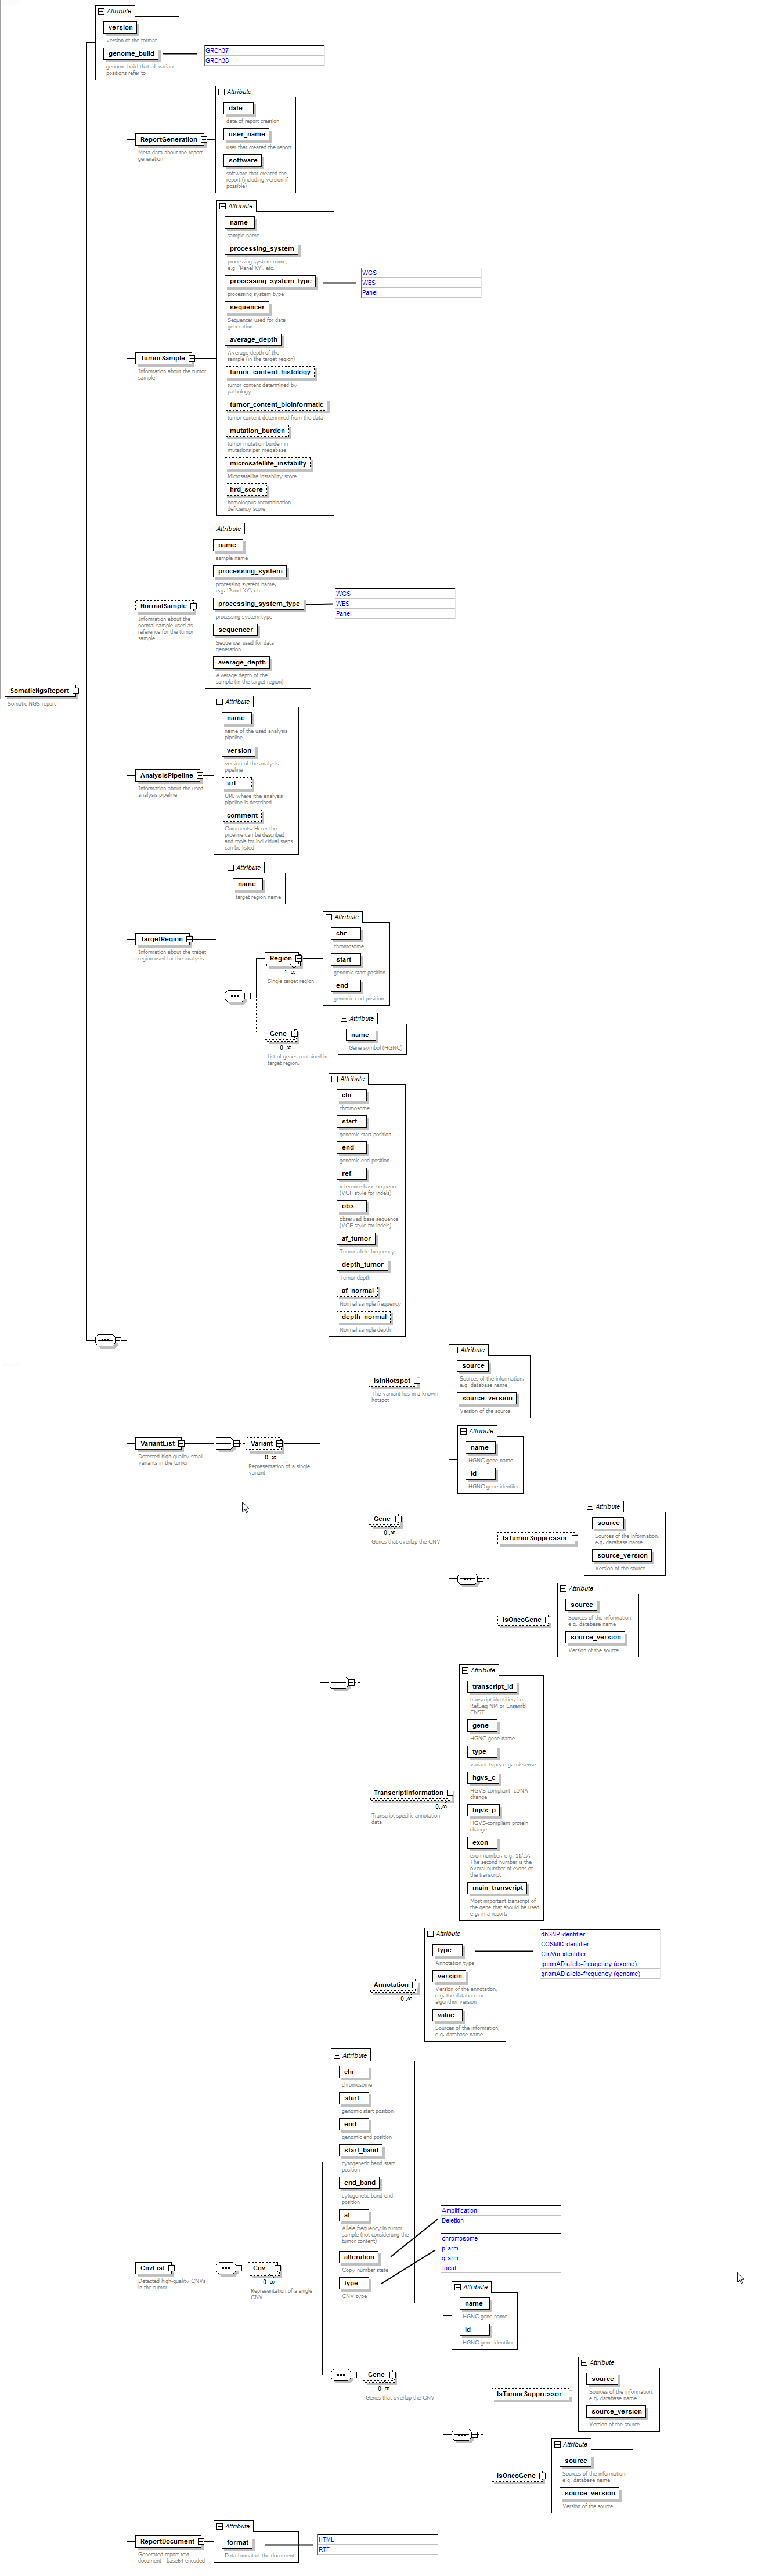 Attribute
version
version of the format
genome_build
genome build that all variant
positions refer to
GRCh37
GRCh38
Attribute
date
date of report creation
user_name
user that created the report
software
software that created the
report (including version if
possible)
ReportGeneration
Meta data about the report
generation
Attribute
name
sample name
processing_system
processing system name,
e.g. 'Panel XY', etc.
processing_system_type
processing system type
WGS
WES
Panel
sequencer
Sequencer used for data
generation
average_depth
Average depth of the
sample (in the target region)
tumor_content_histology
tumor content determined by
pathology
tumor_content_bioinformatic
tumor content determined from the data
mutation_burden
tumor mutation burden in
mutations per megabase
microsatellite_instabilty
Microsatellite instability score
hrd_score
homologous recombination
deficiency score
TumorSample
Information about the tumor
sample
Attribute
name
sample name
processing_system
processing system name,
e.g. 'Panel XY', etc.
processing_system_type
processing system type
WGS
WES
Panel
sequencer
Sequencer used for data
generation
average_depth
Average depth of the
sample (in the target region)
NormalSample
Information about the
normal sample used as
reference for the tumor
sample
SomaticNgsReport
Somatic NGS report
Attribute
name
name of the used analysis
pipeline
version
version of the analysis
pipeline
url
URL where the analysis
pipeline is described
comment
Comments. Herer the
pipeline can be described
and tools for individual steps
can be listed.
AnalysisPipeline
Information about the used
analysis pipeline
Attribute
name
target region name
TargetRegion
Information about the traget
region used for the analysis
Region
1..∞
Single target region
Attribute
chr
chromosome
start
genomic start position
end
genomic end position
Gene
0..∞
List of genes contained in
target region.
Attribute
name
Gene symbol (HGNC)
Attribute
chr
chromosome
start
genomic start position
end
genomic end position
ref
reference base sequence
(VCF style for indels)
obs
observed base sequence
(VCF style for indels)
af_tumor
Tumor allele frequency
depth_tumor
Tumor depth
af_normal
Normal sample frequency
depth_normal
Normal sample depth
VariantList
Detected high-quality small
variants in the tumor
Variant
0..∞
Representation of a single
variant
IsInHotspot
The variant lies in a known
hotspot
Attribute
source
Sources of the information,
e.g. database name
source_version
Version of the source
Gene
0..∞
Genes that overlap the CNV
Attribute
name
HGNC gene name
id
HGNC gene identifer
IsTumorSuppressor
Attribute
source
Sources of the information,
e.g. database name
source_version
Version of the source
IsOncoGene
Attribute
source
Sources of the information,
e.g. database name
source_version
Version of the source
TranscriptInformation
0..∞
Transcript-specific annotation
data
Attribute
transcript_id
transcript identifier, i.e.
RefSeq NM or Ensembl
ENST
gene
HGNC gene name
type
variant type, e.g. missense
hgvs_c
HGVS-compliant cDNA
change
hgvs_p
HGVS-compliant protein
change
exon
exon number, e.g. 11/27.
The second number is the
overal number of exons of
the transcript
main_transcript
Most important transcript of
the gene that should be used
e.g. in a report.
Annotation
0..∞
Attribute
type
Annotation type
version
Version of the annotation,
e.g. the database or
algorithm version
value
Sources of the information,
e.g. database name
dbSNP identifier
COSMIC identifier
ClinVar identifier
gnomAD allele-freuqency (exome)
gnomAD allele-frequency (genome)
Attribute
chr
chromosome
start
genomic start position
end
genomic end position
start_band
cytogenetic band start
position
end_band
cytogenetic band end
position
af
Allele frequency in tumor
sample (not considerung the
tumor content)
alteration
Copy number state
type
CNV type
Amplification
Deletion
chromosome
p-arm
q-arm
focal
CnvList
Detected high-quality CNVs
in the tumor
Cnv
0..∞
Representation of a single
CNV
Gene
0..∞
Genes that overlap the CNV
Attribute
name
HGNC gene name
id
HGNC gene identifer
IsTumorSuppressor
Attribute
source
Sources of the information,
e.g. database name
source_version
Version of the source
IsOncoGene
Attribute
source
Sources of the information,
e.g. database name
source_version
Version of the source
ReportDocument
Generated report text
document - base64 encoded
Attribute
format
Data format of the document
HTML
RTF